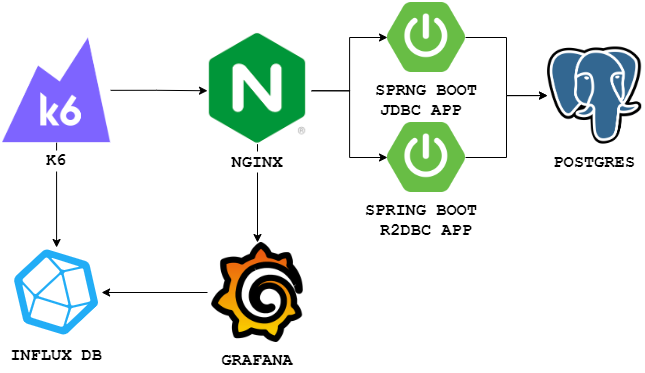 k6
K6
N
®
NGINX
SPRNG BOOT
JDBC APP
SPRING BOOT
R2DBC APP
POSTGRES
INFLUX DB
GRAFANA